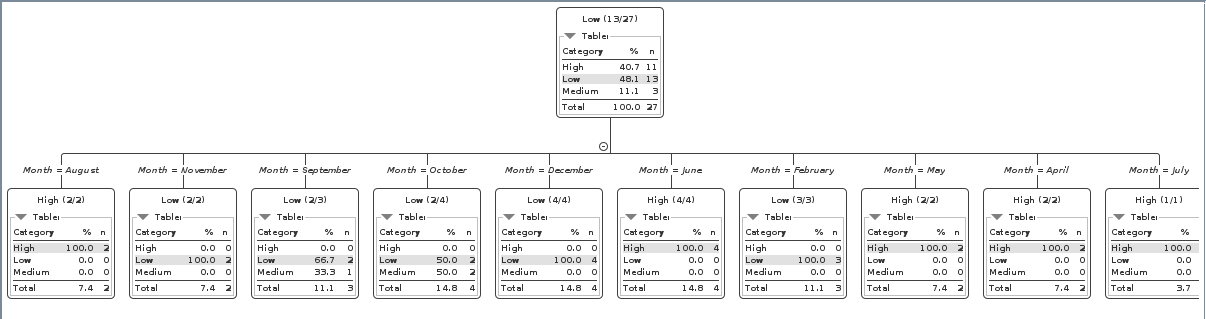 Low (13/27)
Table:
Category % n
High 40.7 11
Low 48.1 13
Medium 11.1 3
Total 100.0 27
Month = August
High (2/2)
Table:
Category % n
High 100.0 2
Low 0.0 0
Medium 0.0 0
Total 7.4 2
Month = November
Low (2/2)
Table:
Category % n
High 0.0 0
Low 100.0 2
Medium 0.0 0
Total 7.4 2
Month = September
Low (2/3)
Table:
Category % n
High 0.0 0
Low 66.7 2
Medium 33.3 1
Total 11.1 3
Month = October
Low (2/4)
Table:
Category % n
High 0.0 0
Low 50.0 2
Medium 50.0 2
Total 14.8 4
Month = December
Low (4/4)
Table:
Category % n
High 0.0 0
Low 100.0 4
Medium 0.0 0
Total 14.8 4
Month = June
High (4/4)
Table:
Category % n
High 100.0 4
Low 0.0 0
Medium 0.0 0
Total 14.8 4
Month = February
Low (3/3)
Table:
Category % n
High 0.0 0
Low 100.0 3
Medium 0.0 0
Total 11.1 3
Month = May
High (2/2)
Table:
Category % n
High 100.0 2
Low 0.0 0
Medium 0.0 0
Total 7.4 2
Month = April
High (2/2)
Table:
Category % n
High 100.0 2
Low 0.0 0
Medium 0.0 0
Total 7.4 2
Month = July
High (1/1)
Table:
Category %
High 100.0
Low 0.0
Medium 0.0
Total 3.7